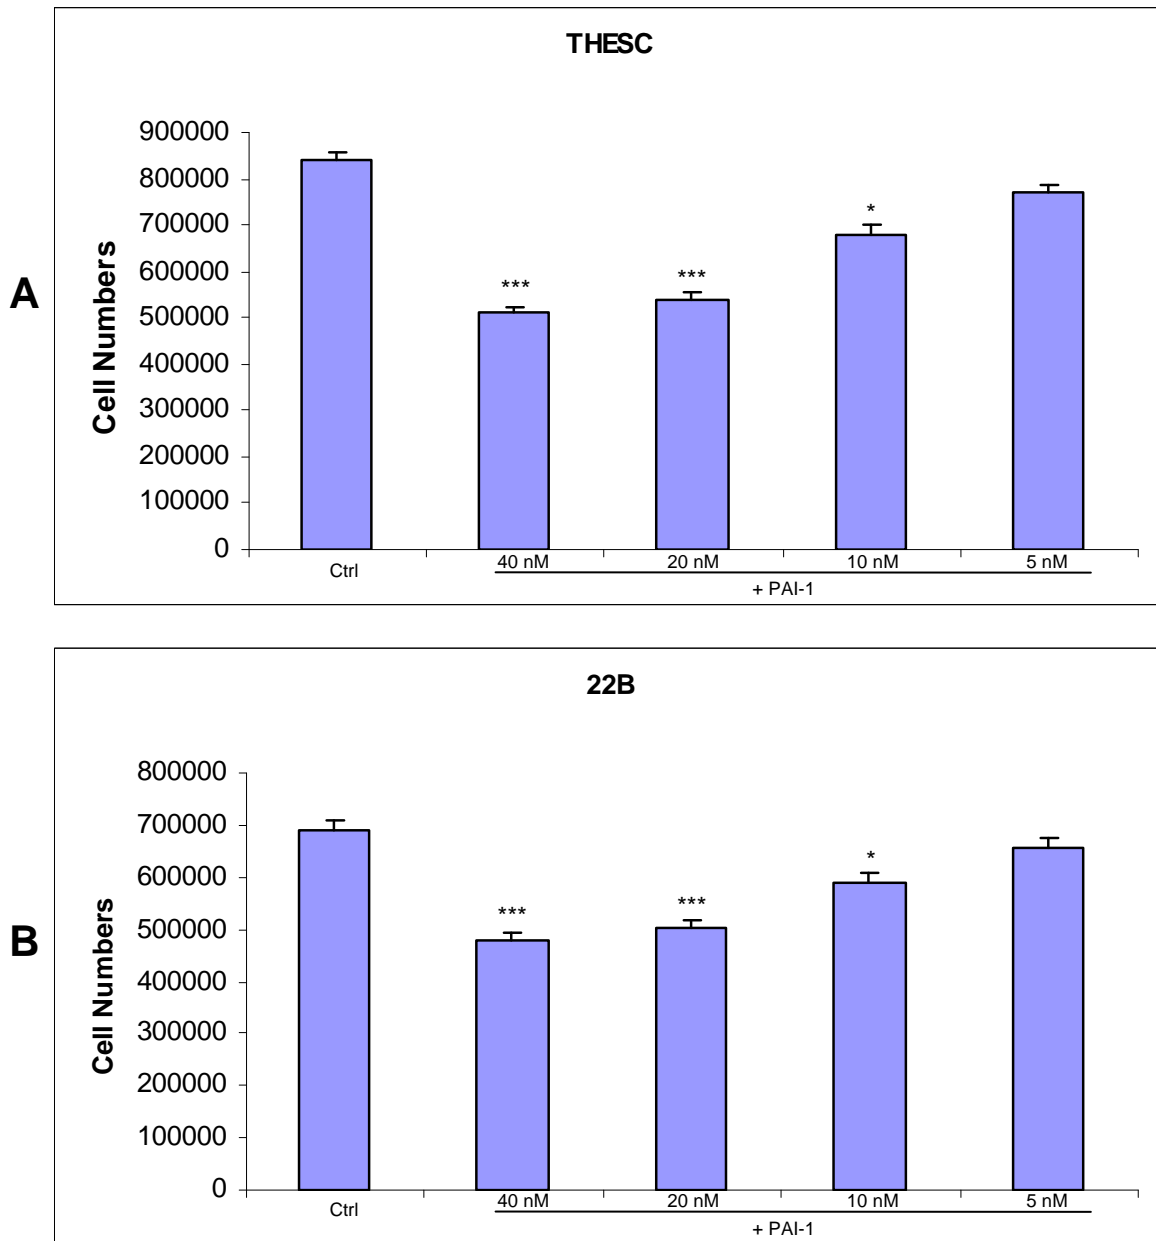 THESC
A
Cell Numbers
900000
800000
700000
600000
500000
400000
300000
200000
100000
0
***
***
*
Ctrl
40 nM
20 nM
10 nM
5 nM
+ PAI-1
22B
B
Cell Numbers
800000
700000
600000
500000
400000
300000
200000
100000
0
***
***
*
Ctrl
40 nM
20 nM
10 nM
5 nM
+ PAI-1